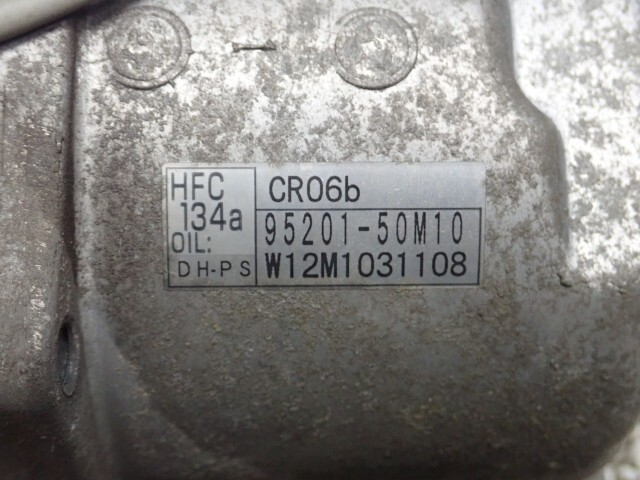 HFC
134a
OIL:
DH-PS
CR06b
95201-50M10
W12M1031108